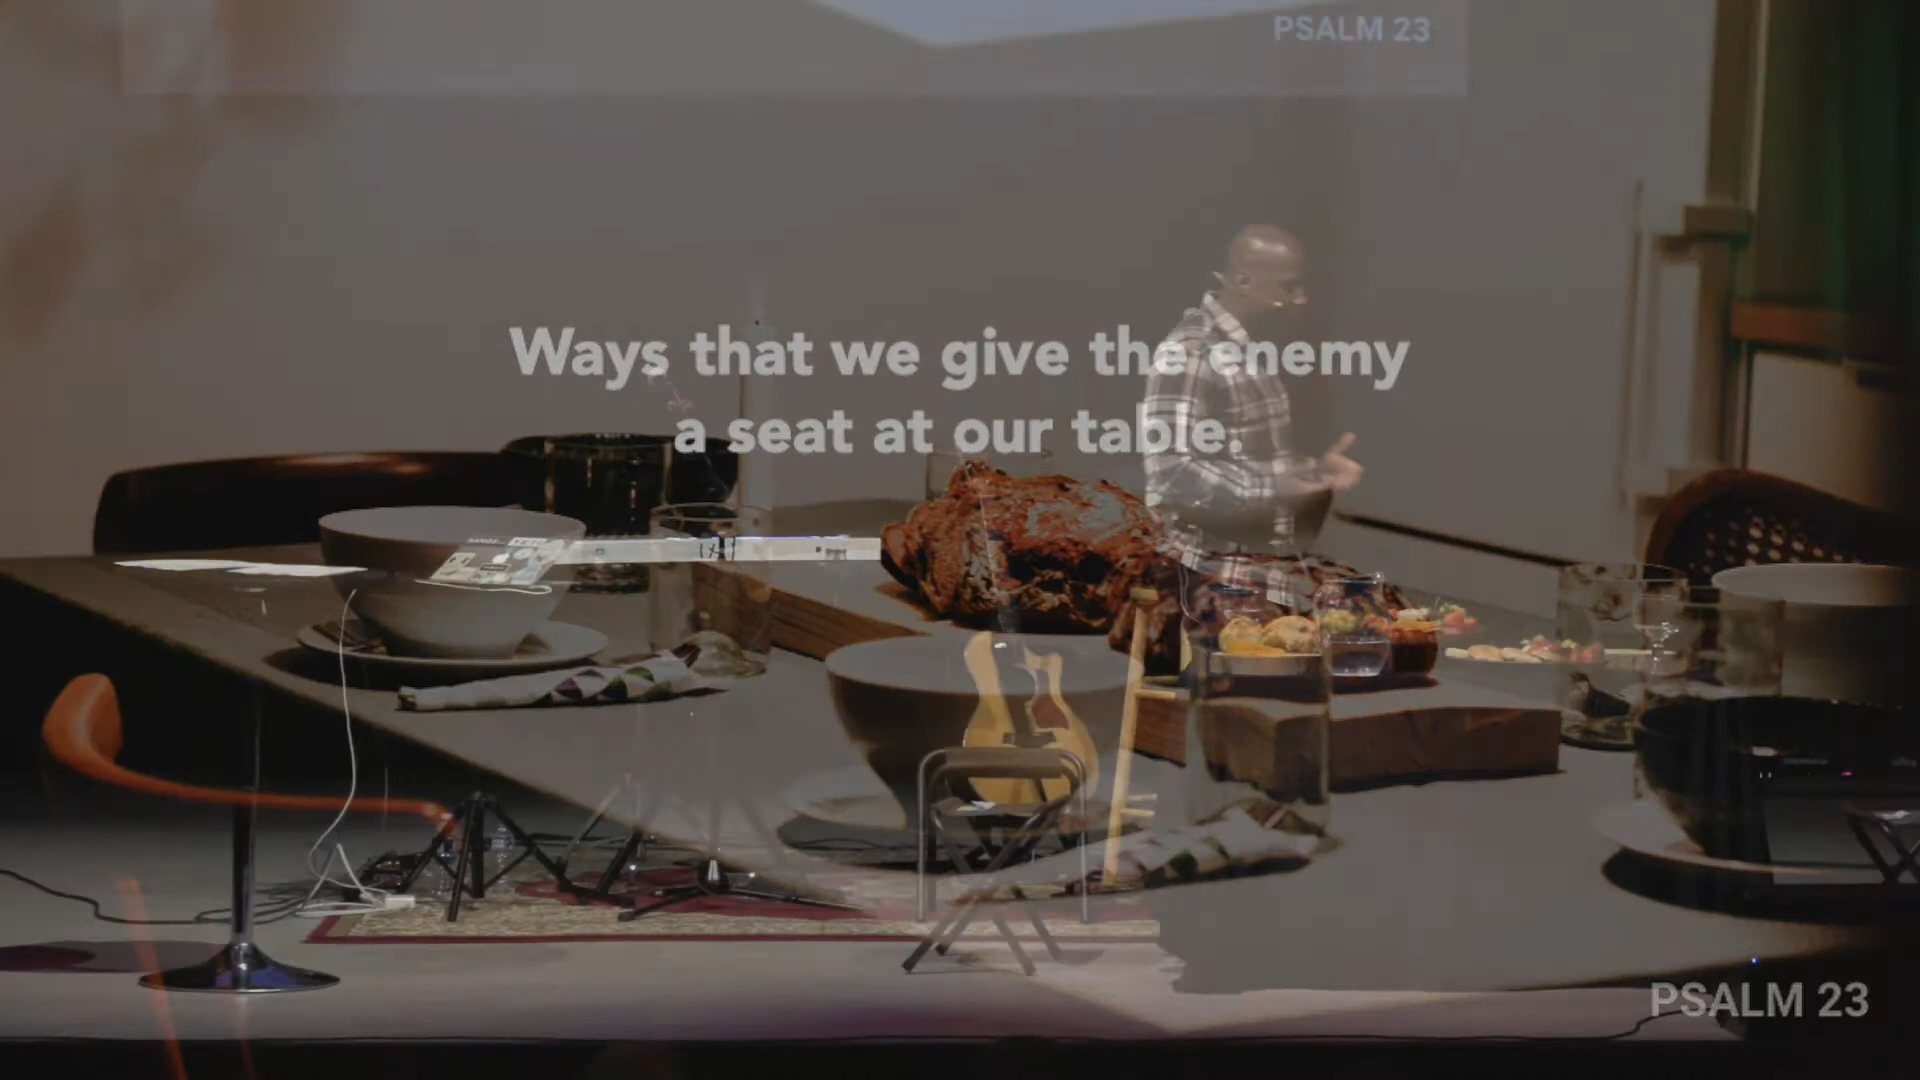 PSALM 23
Ways that we give the enemy
a seat at our table.
PSALM 23